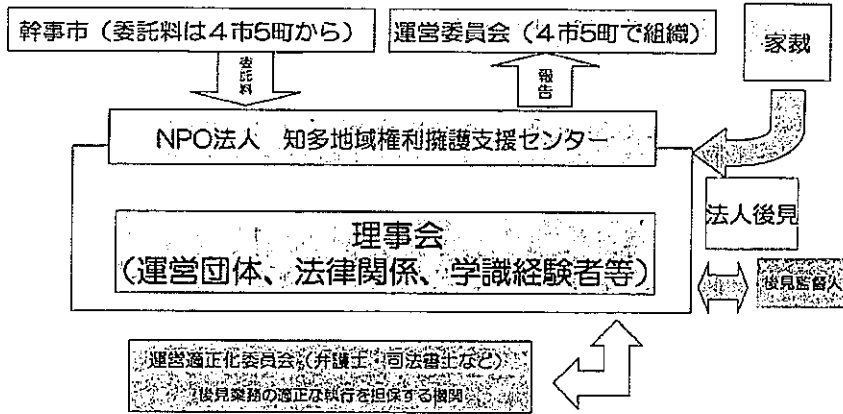 幹事市（委託料は4市5町から）
運営委員会（4市5町で組織）
家裁
委託料
報告
NPO法人　知多地域権利擁護支援センター
法人後見
理事会
（運営団体、法律関係、学識経験者等）
後見監督人
運営適正化委員会（弁護士・司法書士など）
後見業務の適正な執行を担保する機関